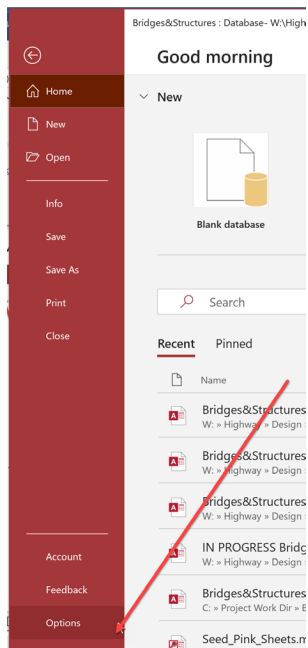 Bridges&Structures : Database- W:\High
Good morning
Home
New
Open
Info
Save
Save As
Print
Close
Account
Feedback
Options
New
Blank database
Search
Recent Pinned
Name
Bridges&Structures
W: » Highway » Design »
Bridges&Structures
W: » Highway » Design »
Bridges&Structures
W: » Highway » Design »
IN PROGRESS Bridg
W: » Highway » Design »
Bridges&Structures
C: » Project Work Dir » B
Seed_Pink_Sheets.m